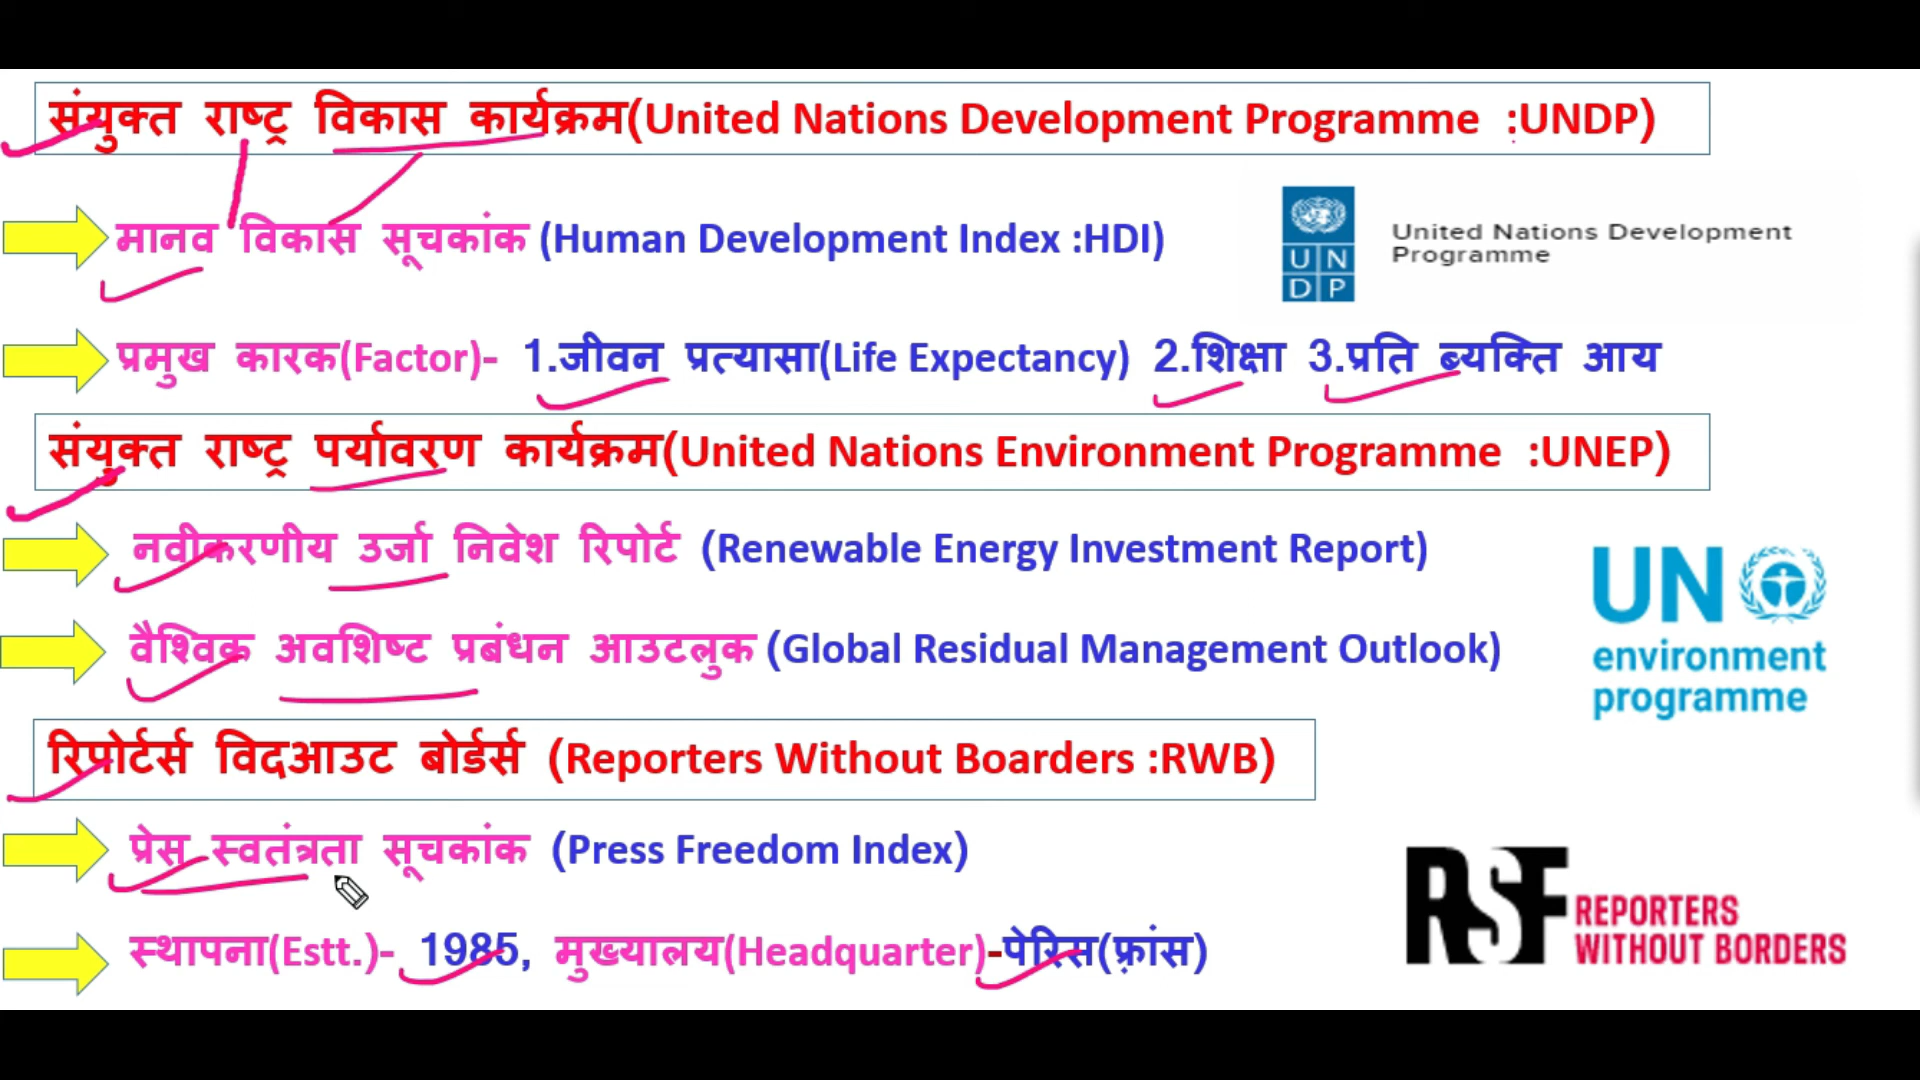 संयुक्त राष्ट्र विकास कार्यक्रम(United Nations Development Programme :UNDP)
मानव विकास सूचकांक (Human Development Index :HDI)
UN
DP
United Nations Development
Programme
प्रमुख कारक(Factor)- 1.जीवन प्रत्यासा(Life Expectancy) 2.शिक्षा 3.प्रति ब्यक्ति आय
संयुक्त राष्ट्र पर्यावरण कार्यक्रम(United Nations Environment Programme :UNEP)
नवीकरणीय उर्जा निवेश रिपोर्ट (Renewable Energy Investment Report)
वैश्विक अवशिष्ट प्रबंधन आउटलुक (Global Residual Management Outlook)
UN
environment
programme
रिपोर्टर्स विदआउट बोर्डर्स (Reporters Without Boarders :RWB)
प्रेस स्वतंत्रता सूचकांक (Press Freedom Index)
स्थापना(Estt.)- 1985, मुख्यालय(Headquarter)-पेरिस(फ़्रांस)
RSF REPORTERS
WITHOUT BORDERS